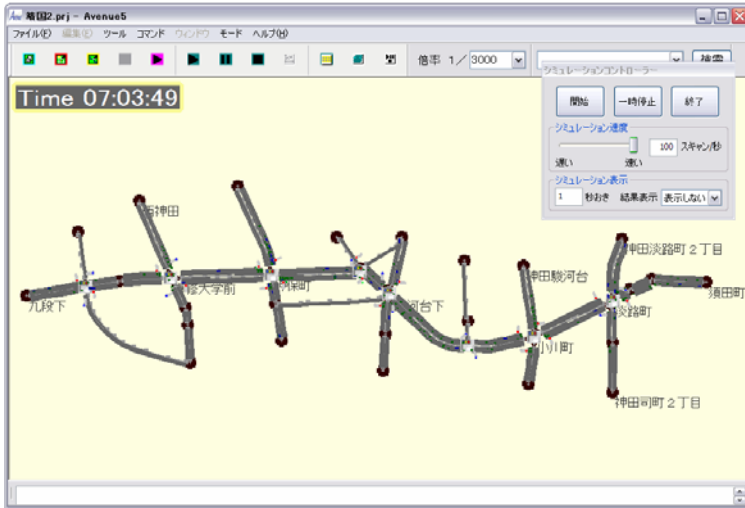 靖国2.prj - Avenue5
ファイル(F) 編集(E) ツール コマンド ウィンドウ モード ヘルプ(H)
倍率 1／ 3000 検索
シミュレーションコントローラー
開始 一時停止 終了
シミュレーション速度
100 スキャン/秒
遅い 速い
シミュレーション表示
1 秒おき 結果表示 表示しない
Time 07:03:49
西神田
神田淡路町２丁目
神田駿河台
須田町
修大学前
保町
九段下
河台下
淡路町
小川町
神田司町２丁目